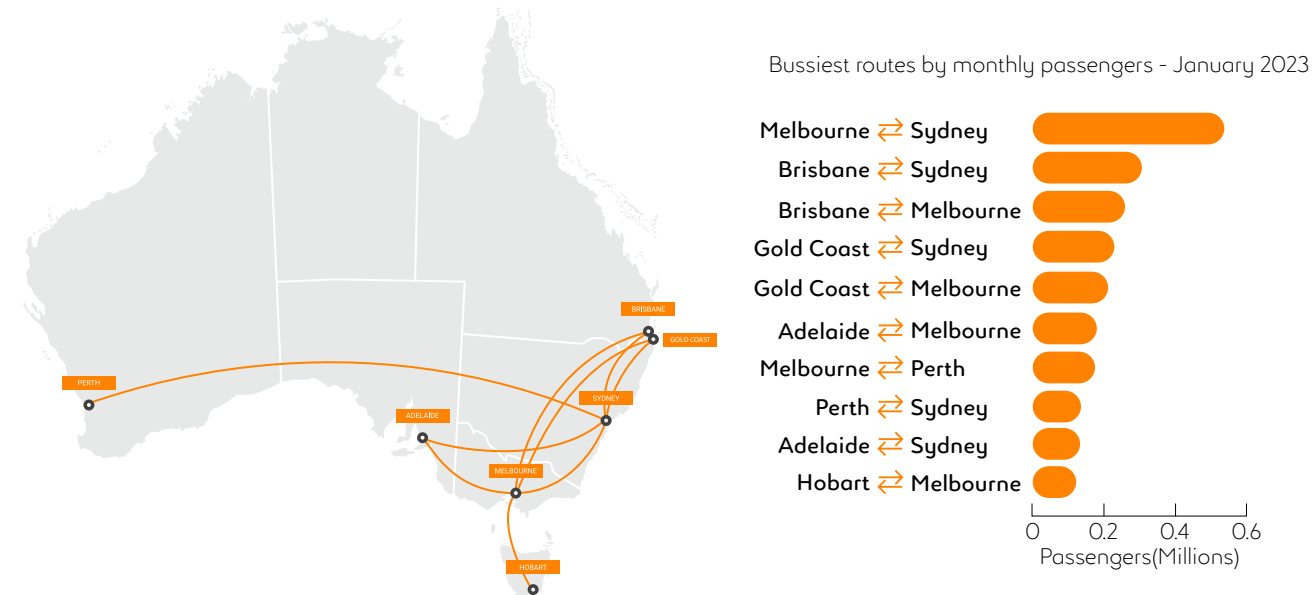 BRISBANE
GOLD COAST
PERTH
SYDNEY
ADELAIDE
MELBOURNE
HOBART
Bussiest routes by monthly passengers - January 2023
Melbourne ⇄ Sydney
Brisbane ⇄ Sydney
Brisbane ⇄ Melbourne
Gold Coast ⇄ Sydney
Gold Coast ⇄ Melbourne
Adelaide ⇄ Melbourne
Melbourne ⇄ Perth
Perth ⇄ Sydney
Adelaide ⇄ Sydney
Hobart ⇄ Melbourne
0 0.2 0.4 0.6
Passengers(Millions)